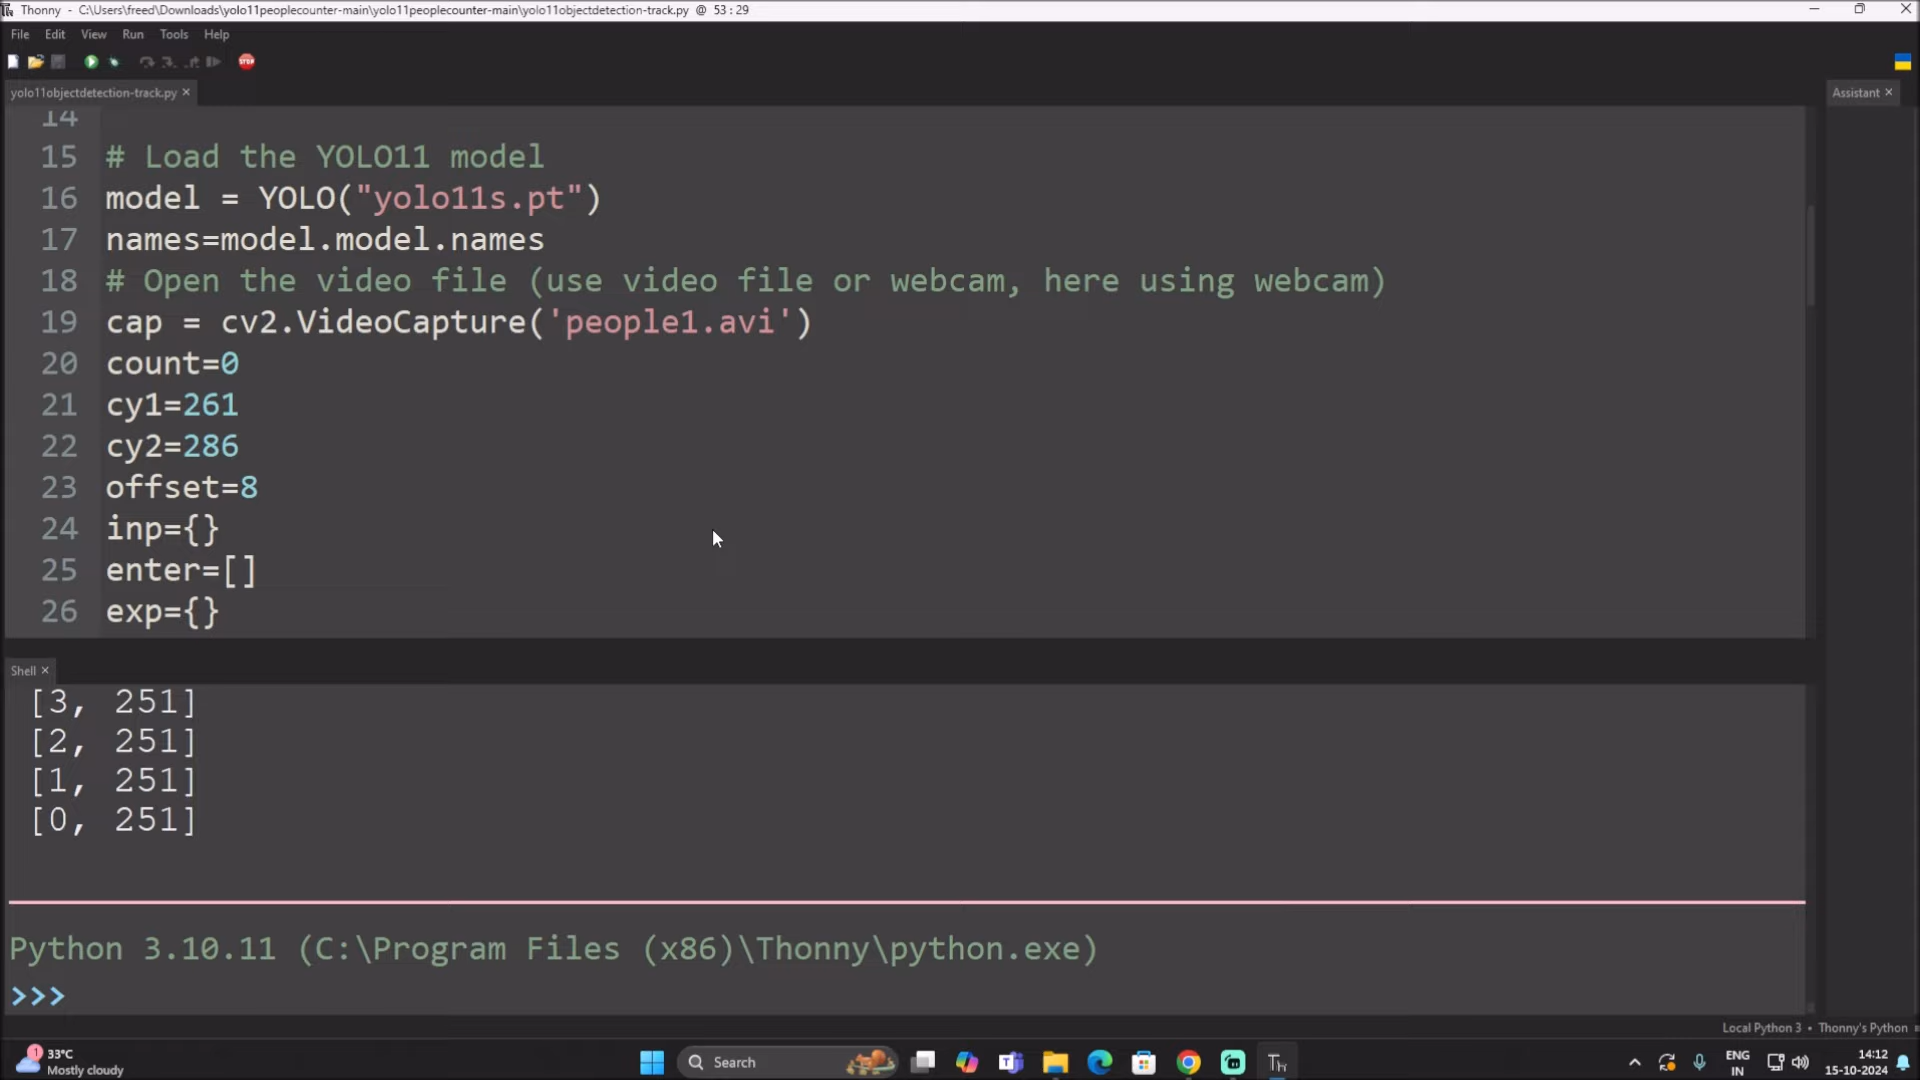 Thonny - C:\Users\freed\Downloads\yolo11peoplecounter-main\yolo11peoplecounter-main\yolo11objectdetection-track.py @ 53:29
File Edit View Run Tools Help
STOP
yolo11objectdetection-track.py ×
Assistant ×
14
15 # Load the YOLO11 model
16 model = YOLO("yolo11s.pt")
17 names=model.model.names
18 # Open the video file (use video file or webcam, here using webcam)
19 cap = cv2.VideoCapture('people1.avi')
20 count=0
21 cy1=261
22 cy2=286
23 offset=8
24 inp={}
25 enter=[]
26 exp={}
Shell ×
[3, 251]
[2, 251]
[1, 251]
[0, 251]
Python 3.10.11 (C:\Program Files (x86)\Thonny\python.exe)
>>>
Local Python 3 • Thonny's Python
1
33°C
Mostly cloudy
Search
Th
ENG
IN
14:12
15-10-2024